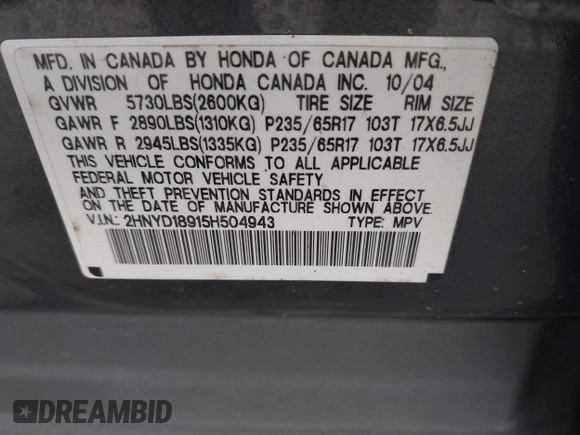 MFD. IN CANADA BY HONDA OF CANADA MFG.,
A DIVISION OF HONDA CANADA INC. 10/04
GVWR 5730LBS(2600KG) TIRE SIZE RIM SIZE
GAWR F 2890LBS(1310KG) P235/65R17 103T 17X6.5JJ
GAWR R 2945LBS(1335KG) P235/65R17 103T 17X6.5JJ
THIS VEHICLE CONFORMS TO ALL APPLICABLE
FEDERAL MOTOR VEHICLE SAFETY
AND THEFT PREVENTION STANDARDS IN EFFECT
ON THE DATE OF MANUFACTURE SHOWN ABOVE.
V.I.N.: 2HNYD18915H504943 TYPE: MPV
DREAMBID